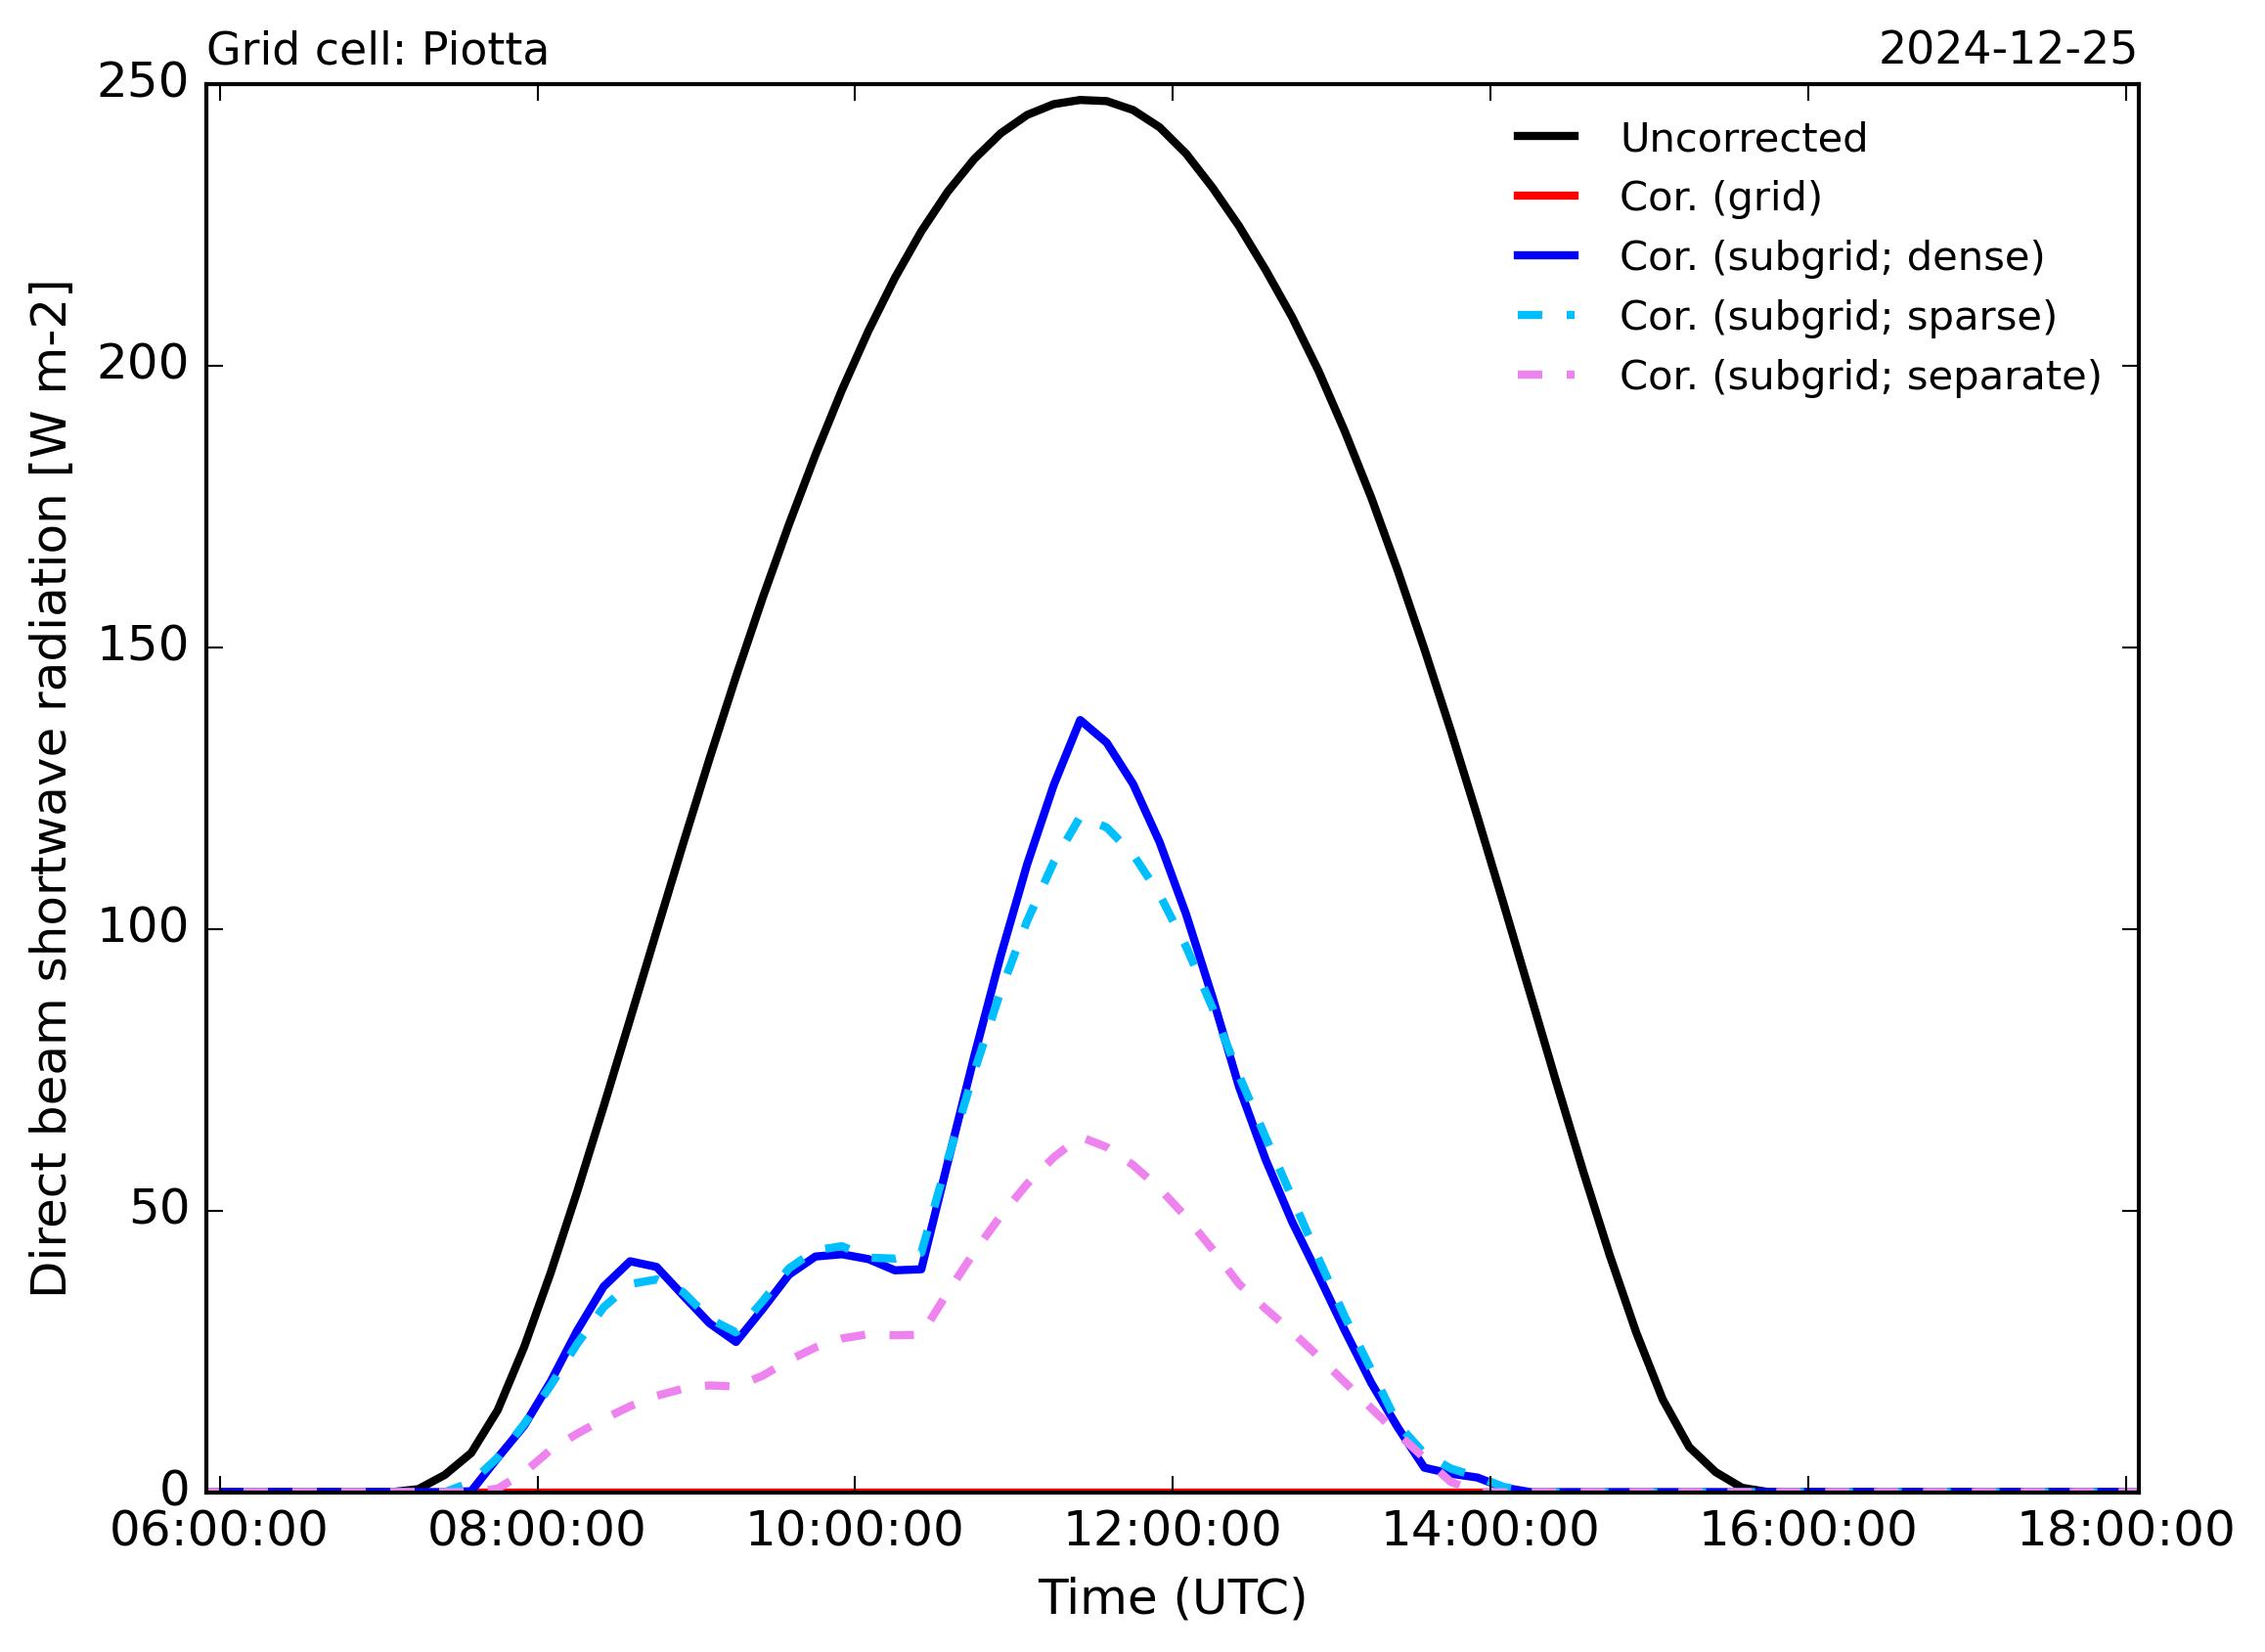 Grid cell: Piotta
2024-12-25
250
200
150
100
50
0
Direct beam shortwave radiation [W m-2]
Uncorrected
Cor. (grid)
Cor. (subgrid; dense)
Cor. (subgrid; sparse)
Cor. (subgrid; separate)
06:00:00 08:00:00 10:00:00 12:00:00 14:00:00 16:00:00 18:00:00
Time (UTC)